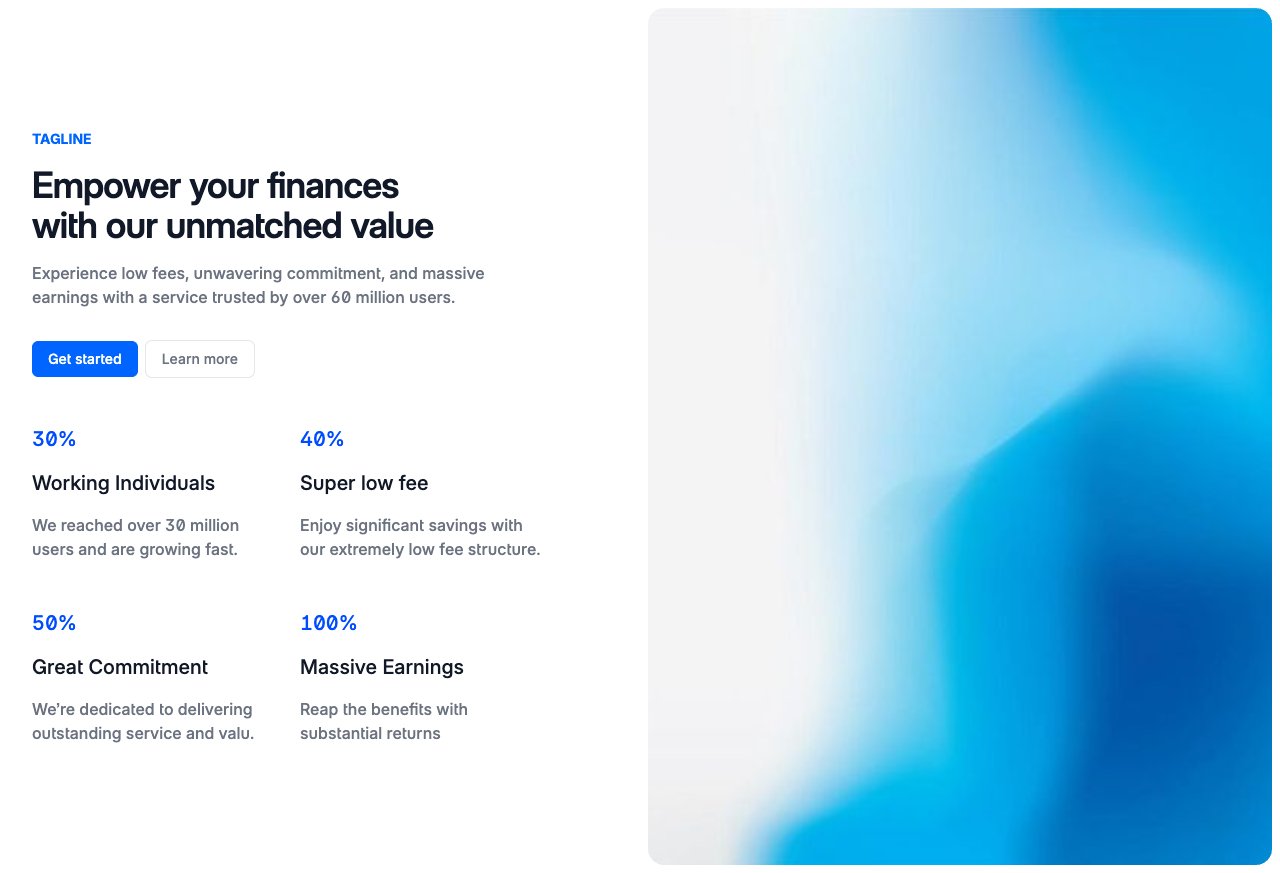 TAGLINE
Empower your finances
with our unmatched value
Experience low fees, unwavering commitment, and massive
earnings with a service trusted by over 60 million users.
Get started
Learn more
30%
Working Individuals
We reached over 30 million
users and are growing fast.
40%
Super low fee
Enjoy significant savings with
our extremely low fee structure.
50%
Great Commitment
We’re dedicated to delivering
outstanding service and valu.
100%
Massive Earnings
Reap the benefits with
substantial returns